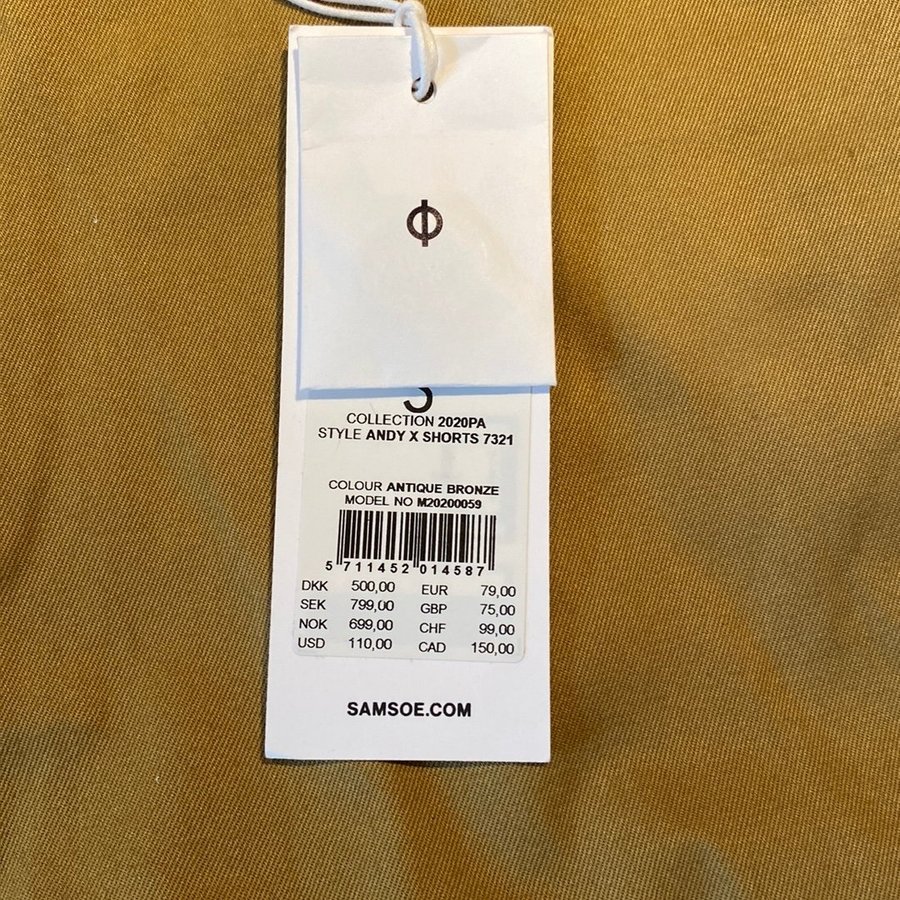 S
COLLECTION 2020PA
STYLE ANDY X SHORTS 7321
COLOUR ANTIQUE BRONZE
MODEL NO M20200059
5 711452 014587
DKK 500,00 EUR 79,00
SEK 799,00 GBP 75,00
NOK 699,00 CHF 99,00
USD 110,00 CAD 150,00
SAMSOE.COM